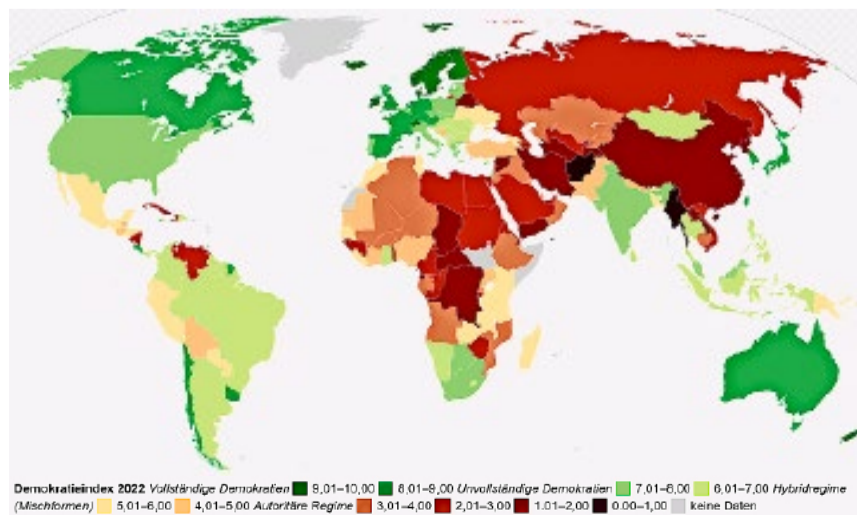 Demokratieindex 2022 Vollständige Demokratien 9,01–10,00 8,01–9,00 Unvollständige Demokratien 7,01–8,00 6,01–7,00 Hybridregime
(Mischformen) 5,01–6,00 4,01–5,00 Autoritäre Regime 3,01–4,00 2,01–3,00 1.01–2,00 0.00–1,00 keine Daten